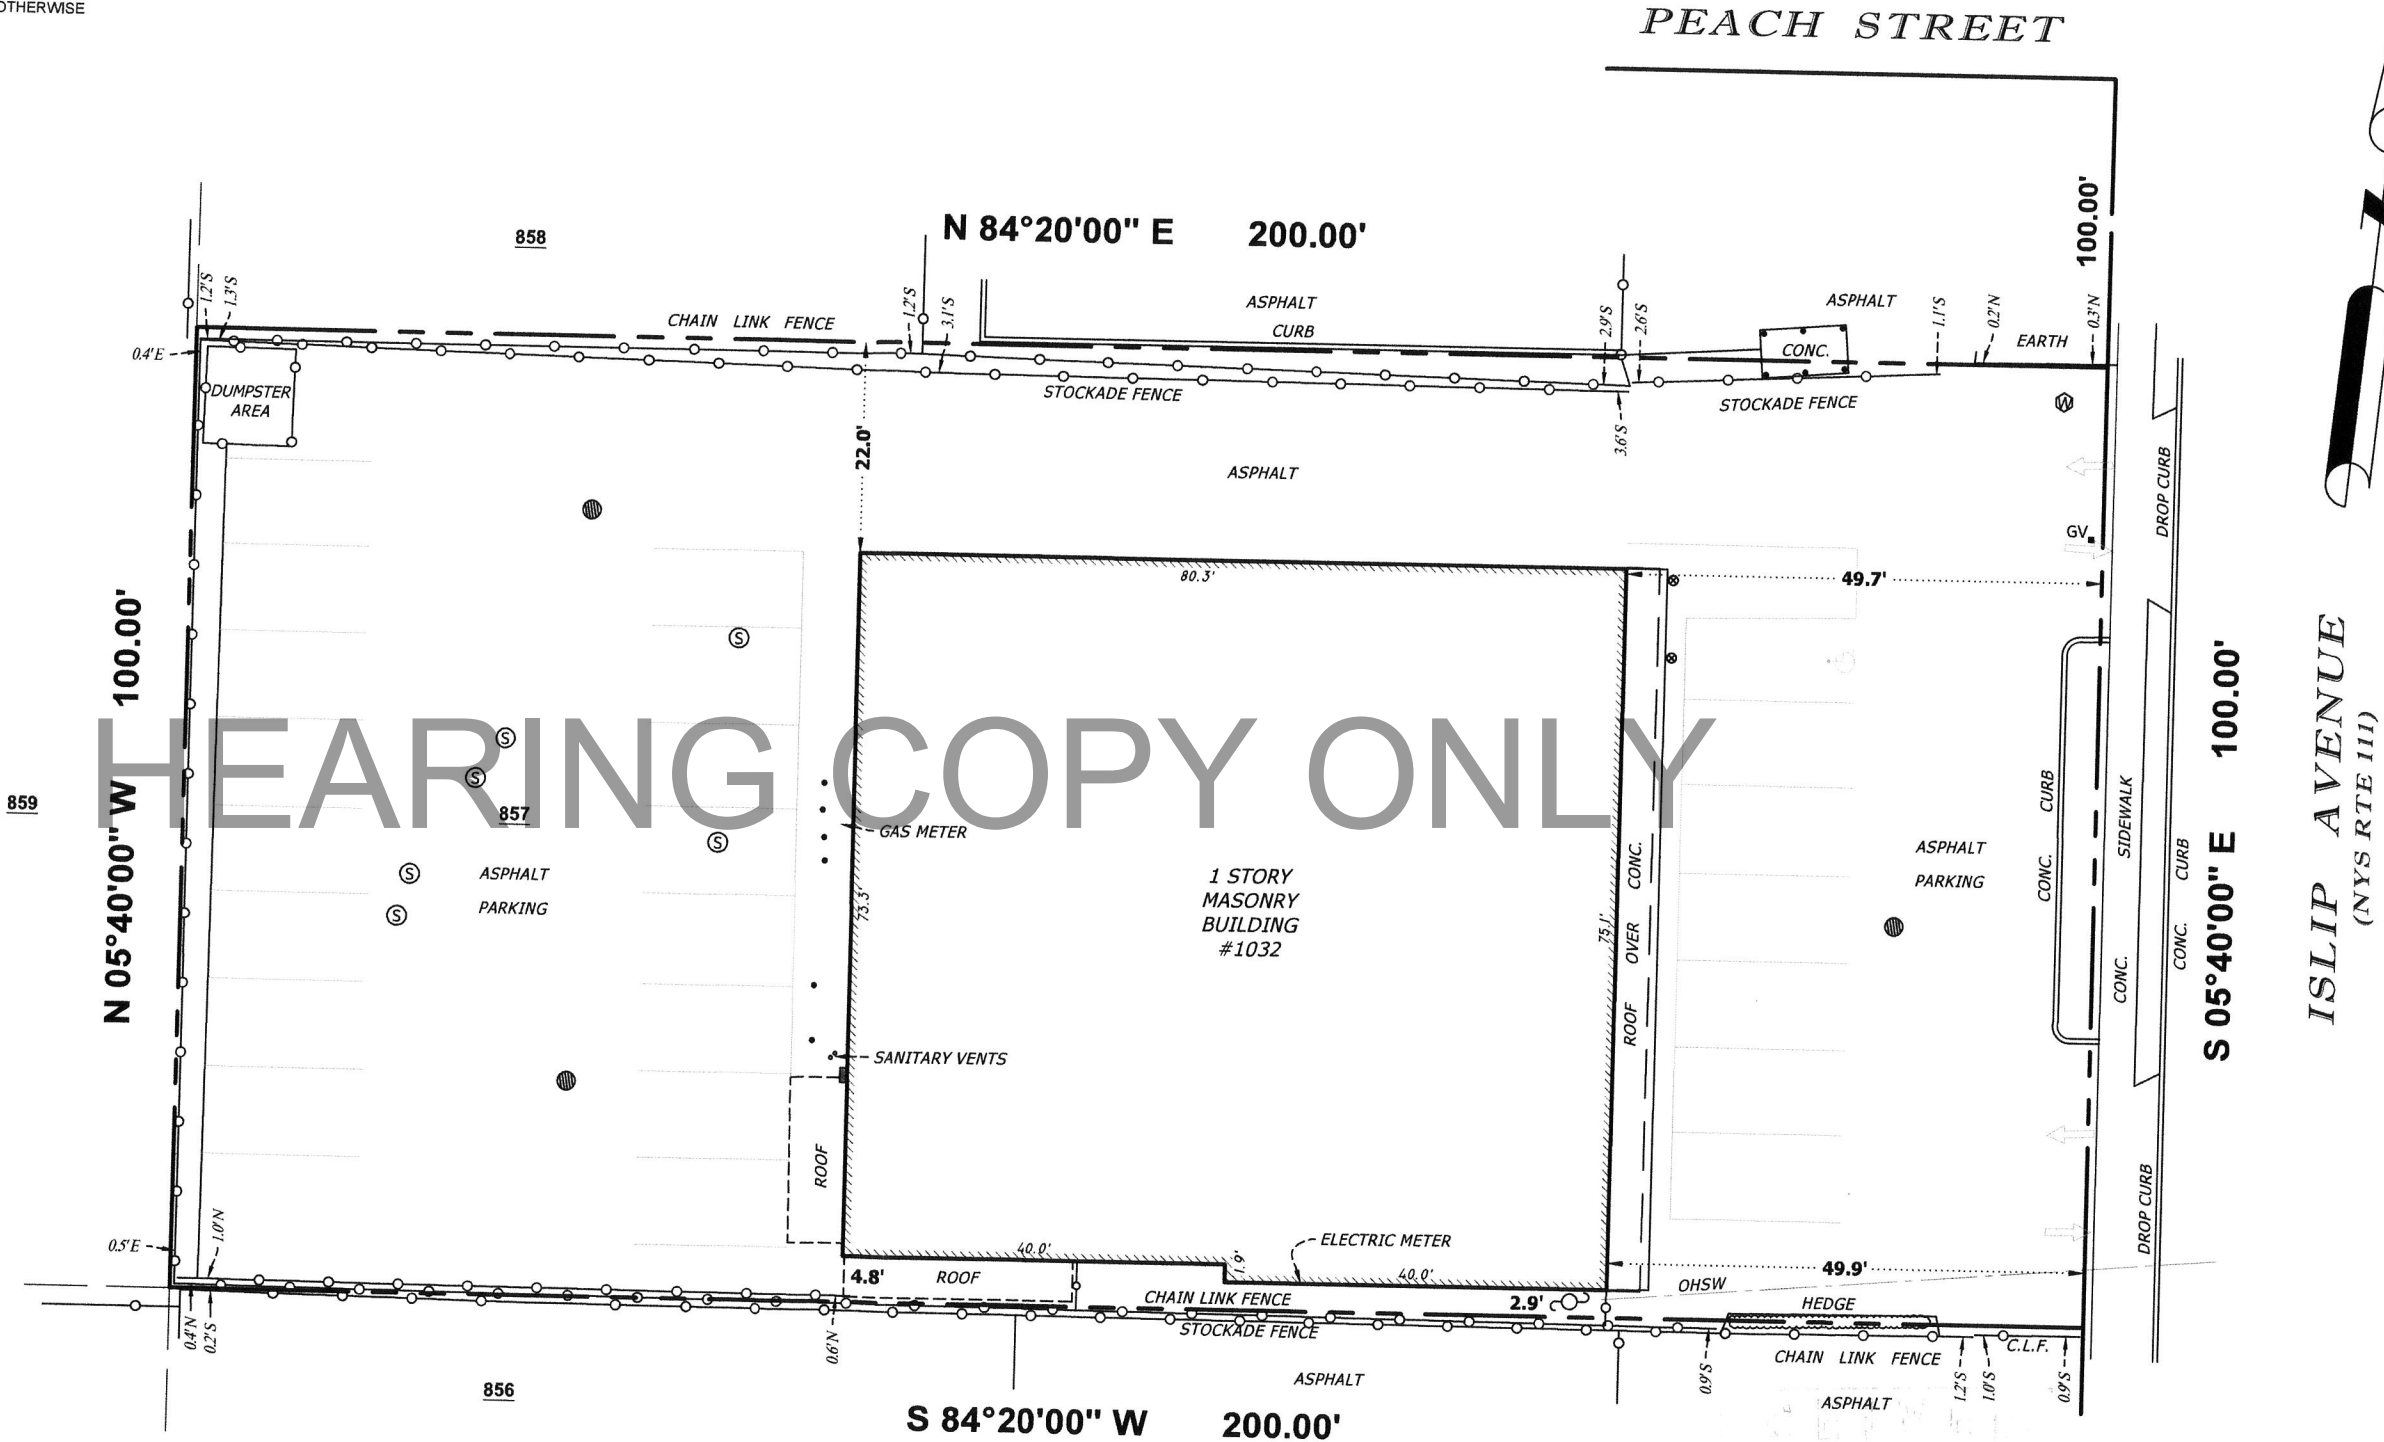 OTHERWISE
PEACH STREET
100.00'
N 84°20'00" E 200.00'
858
1.2'S
1.3'S
CHAIN LINK FENCE
1.2'S
3.1'S
ASPHALT
CURB
2.9'S
2.6'S
ASPHALT
1.1'S
0.2'N
EARTH
0.3'N
0.4'E
CONC.
DUMPSTER
AREA
STOCKADE FENCE
STOCKADE FENCE
W
3.6'S
22.0'
ASPHALT
DROP CURB
GV
80.3'
49.7'
S
N 05°40'00" W 100.00'
S 05°40'00" E 100.00'
ISLIP AVENUE
(NYS RTE 111)
HEARING COPY ONLY
S
S
859
857
CONC. CURB
CONC. SIDEWALK
CONC. CURB
GAS METER
S
S
ASPHALT
PARKING
S
73.3'
1 STORY
MASONRY
BUILDING
#1032
75.1'
ROOF OVER CONC.
ASPHALT
PARKING
SANITARY VENTS
ROOF
DROP CURB
1.0'N
0.5'E
40.0'
1.9'
ELECTRIC METER
40.0'
49.9'
4.8'
ROOF
OHSW
CHAIN LINK FENCE
2.9'
HEDGE
STOCKADE FENCE
0.4'N
0.2'S
0.6'N
C.L.F.
CHAIN LINK FENCE
0.9'S
1.2'S
1.0'S
0.9'S
856
ASPHALT
ASPHALT
S 84°20'00" W 200.00'